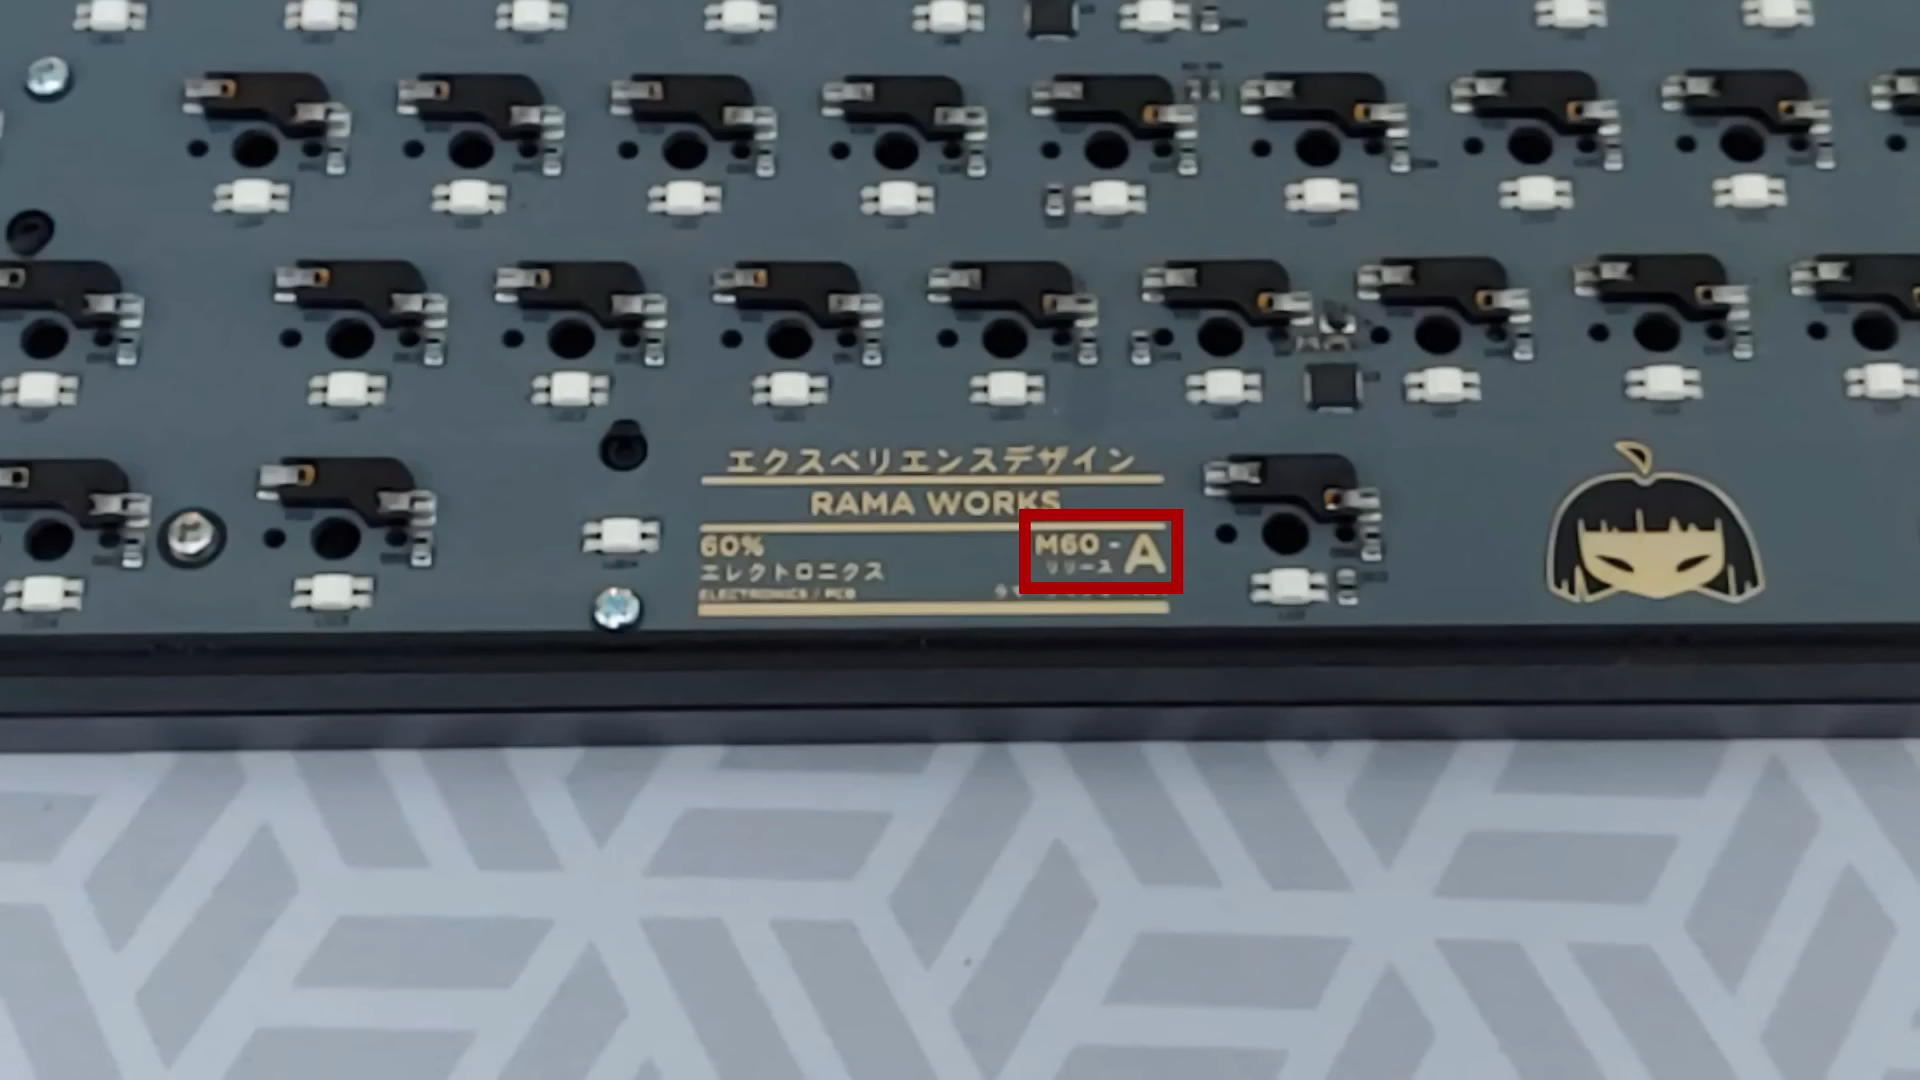 エクスペリエンスデザイン
RAMA WORKS
60% M60-A
エレクトロニクス リリース
ELECTRONICS / PCB